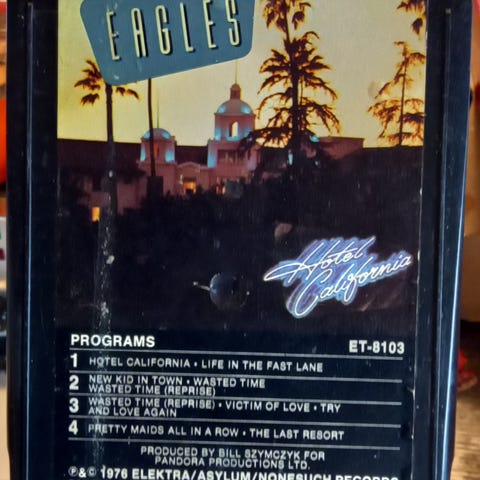 EAGLES
Hotel
California
PROGRAMS ET-8103
1 HOTEL CALIFORNIA • LIFE IN THE FAST LANE
2 NEW KID IN TOWN • WASTED TIME
WASTED TIME (REPRISE)
3 WASTED TIME (REPRISE) • VICTIM OF LOVE • TRY
AND LOVE AGAIN
4 PRETTY MAIDS ALL IN A ROW • THE LAST RESORT
PRODUCED BY BILL SZYMCZYK FOR
PANDORA PRODUCTIONS LTD.
℗ & © 1976 ELEKTRA/ASYLUM/NONESUCH RECORDS